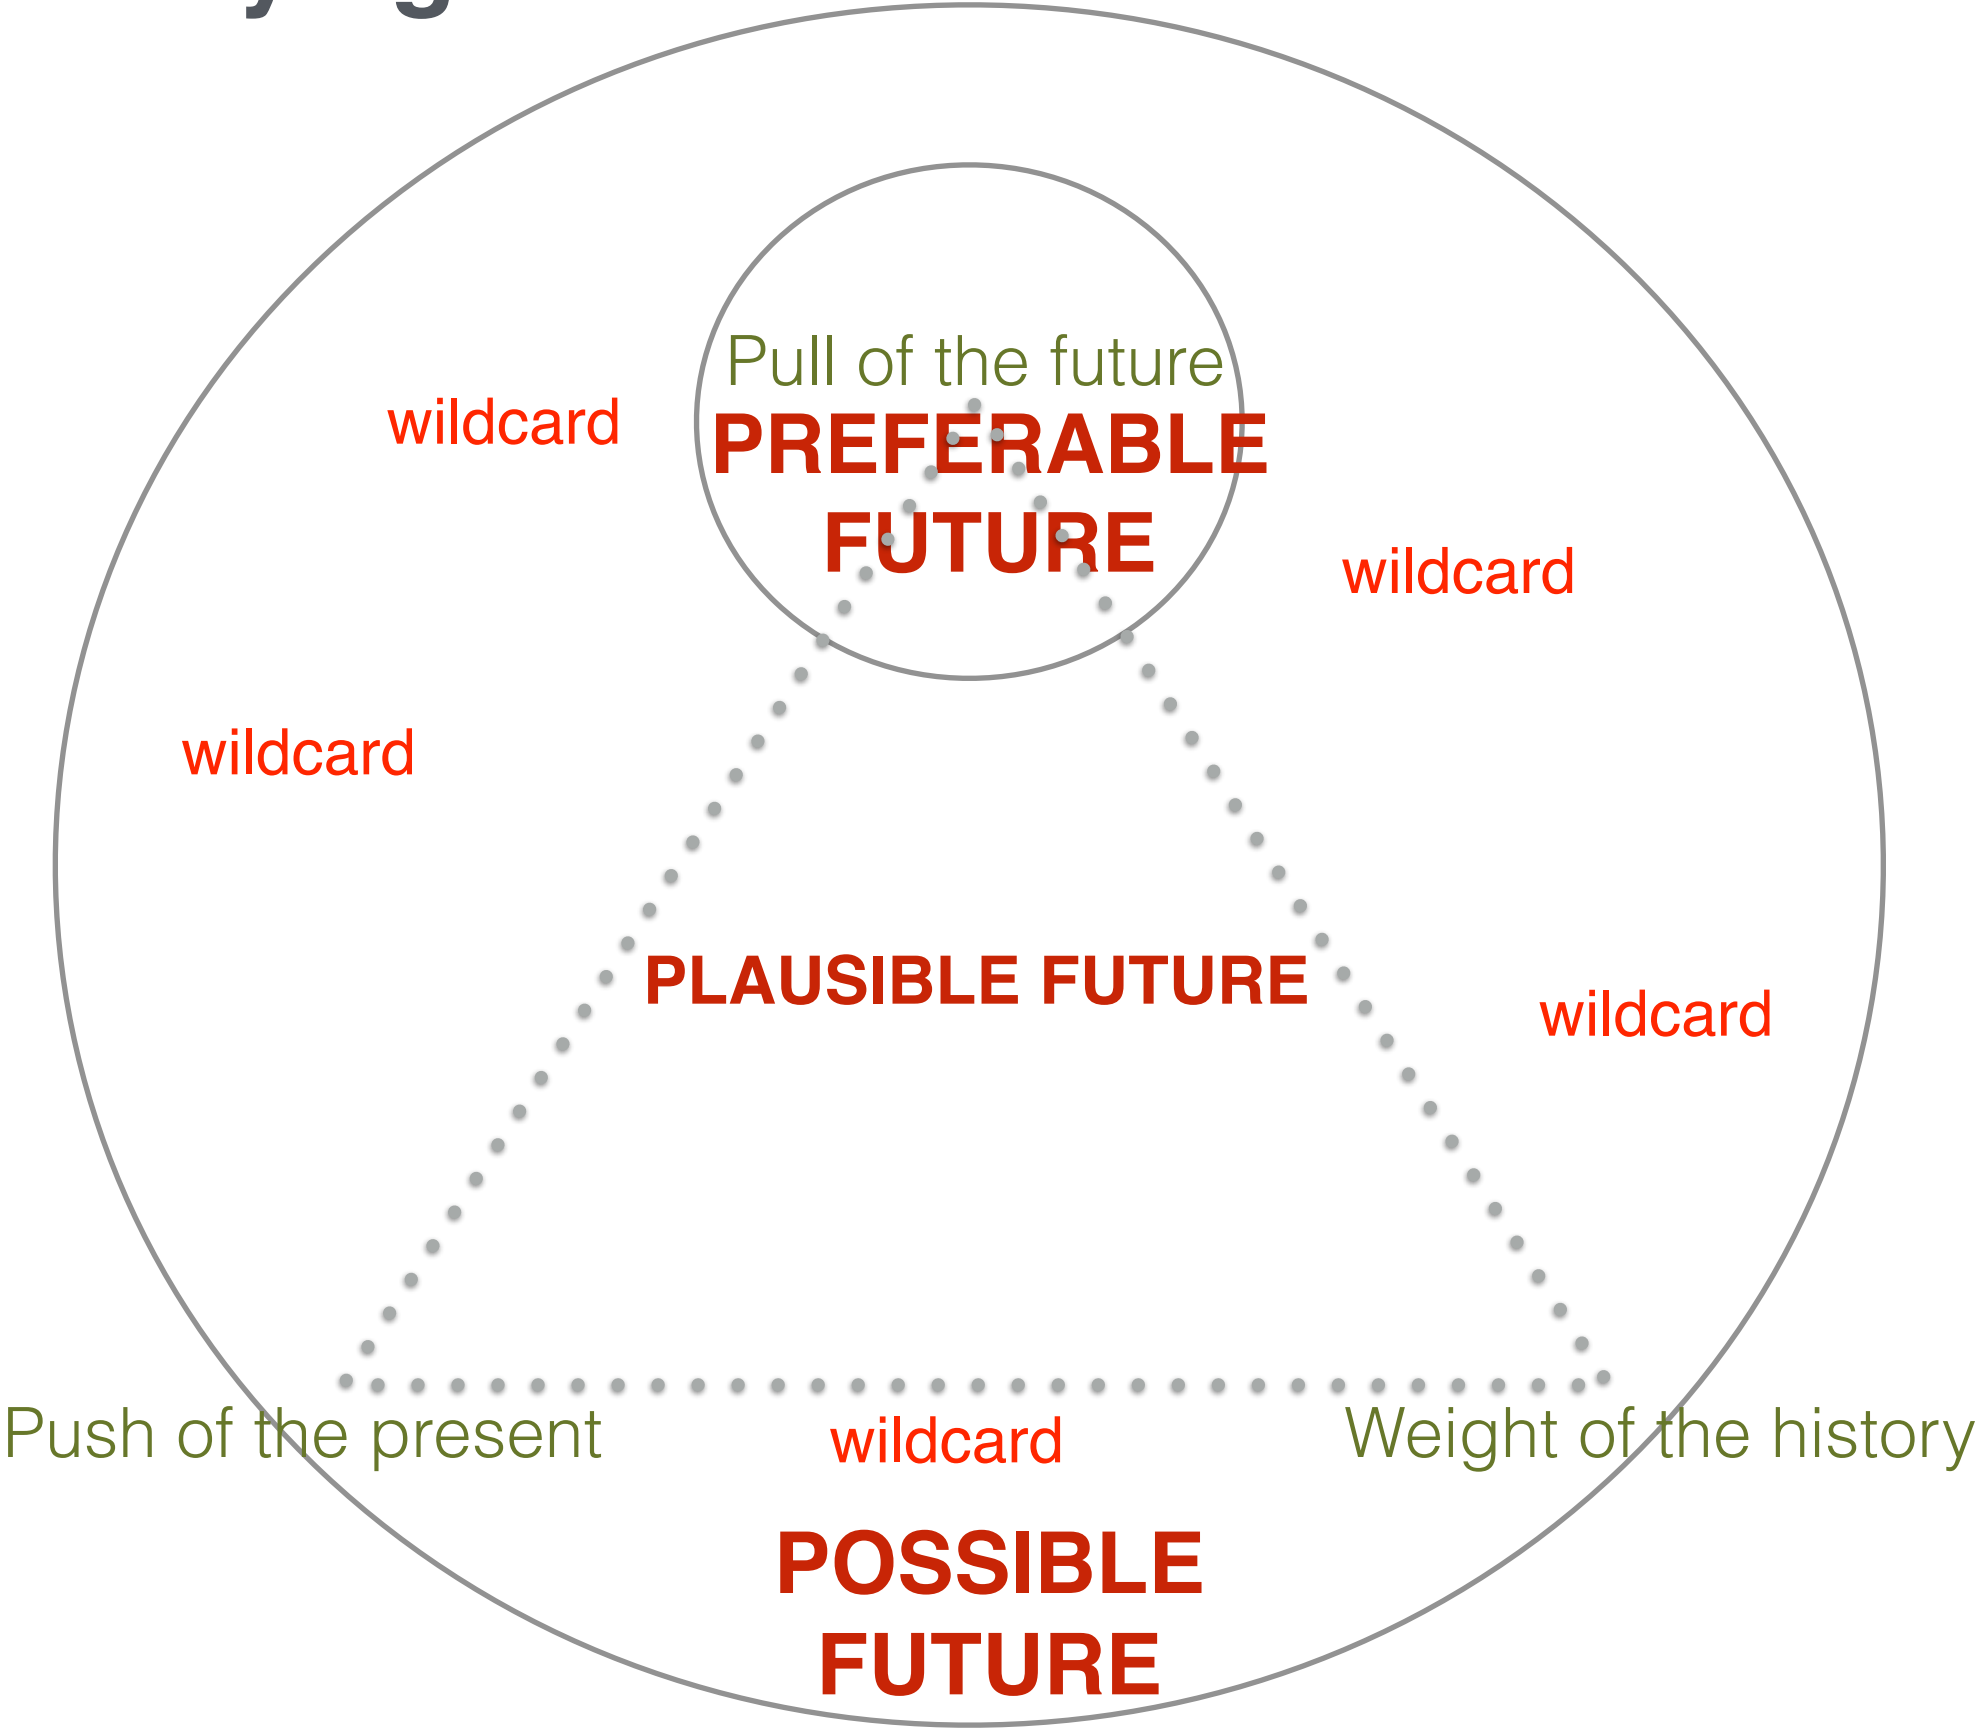 Pull of the future
wildcard
PREFERABLE
FUTURE
wildcard
wildcard
PLAUSIBLE FUTURE
wildcard
Push of the present
Weight of the history
wildcard
POSSIBLE
FUTURE